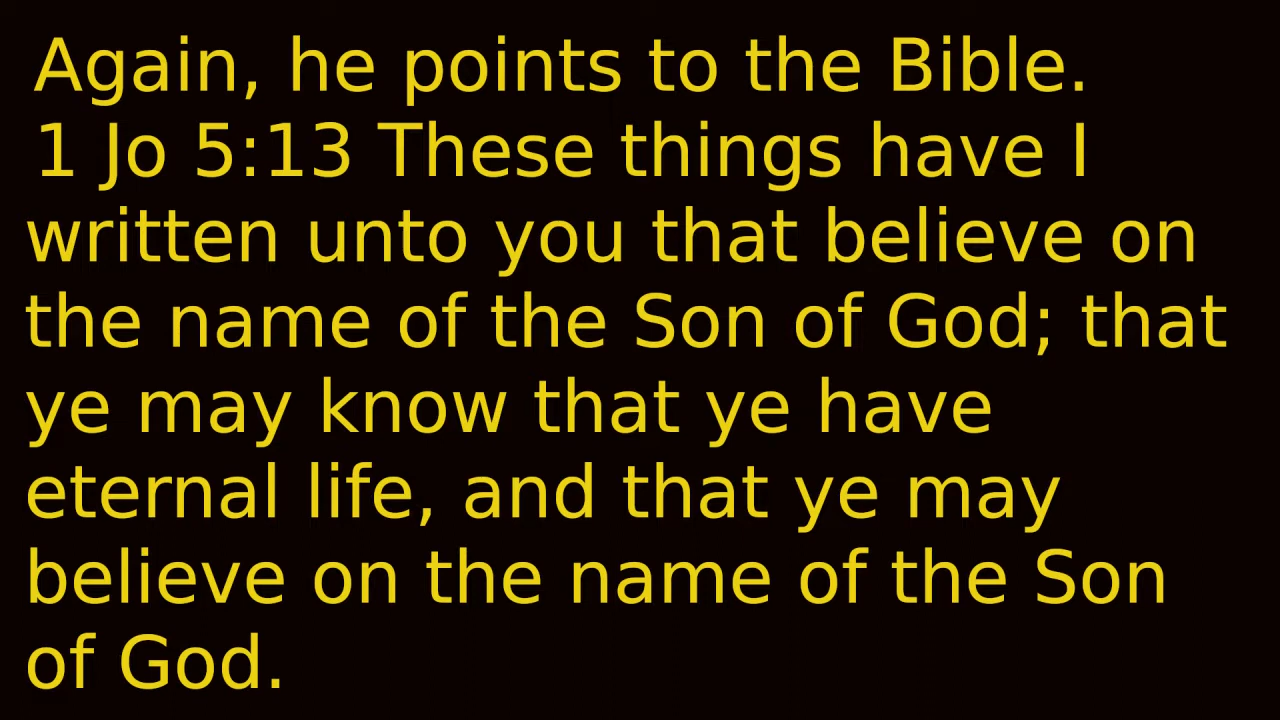 Again, he points to the Bible.
1 Jo 5:13 These things have I
written unto you that believe on
the name of the Son of God; that
ye may know that ye have
eternal life, and that ye may
believe on the name of the Son
of God.